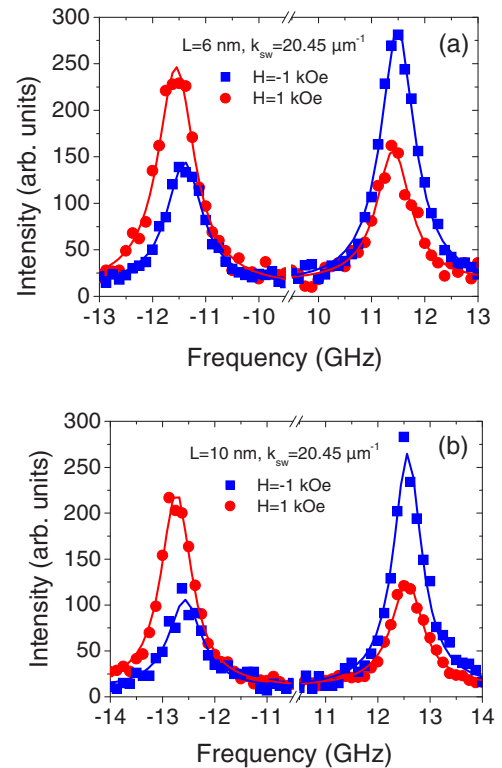 (a)
L=6 nm, k_sw=20.45 μm⁻¹
H=-1 kOe
H=1 kOe
Intensity (arb. units)
300
250
200
150
100
50
0
-13 -12 -11 -10 10 11 12 13
Frequency (GHz)
(b)
L=10 nm, k_sw=20.45 μm⁻¹
H=-1 kOe
H=1 kOe
Intensity (arb. units)
300
250
200
150
100
50
0
-14 -13 -12 -11 11 12 13 14
Frequency (GHz)